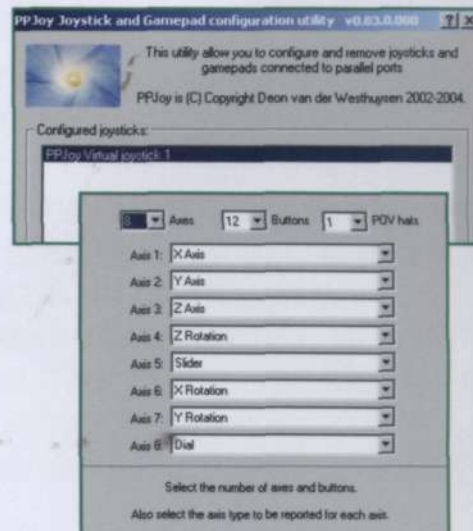 PPJoy Joystick and Gamepad configuration utility v0.83.0.000
This utility allow you to configure and remove joysticks and
gamepads connected to parallel ports
PPJoy is (C) Copyright Deon van der Westhuysen 2002-2004.
Configured joysticks:
PPJoy Virtual joystick 1
8 Axes 12 Buttons 1 POV hats
Axis 1: X Axis
Axis 2: Y Axis
Axis 3: Z Axis
Axis 4: Z Rotation
Axis 5: Slider
Axis 6: X Rotation
Axis 7: Y Rotation
Axis 8: Dial
Select the number of axes and buttons.
Also select the axis type to be reported for each axis.